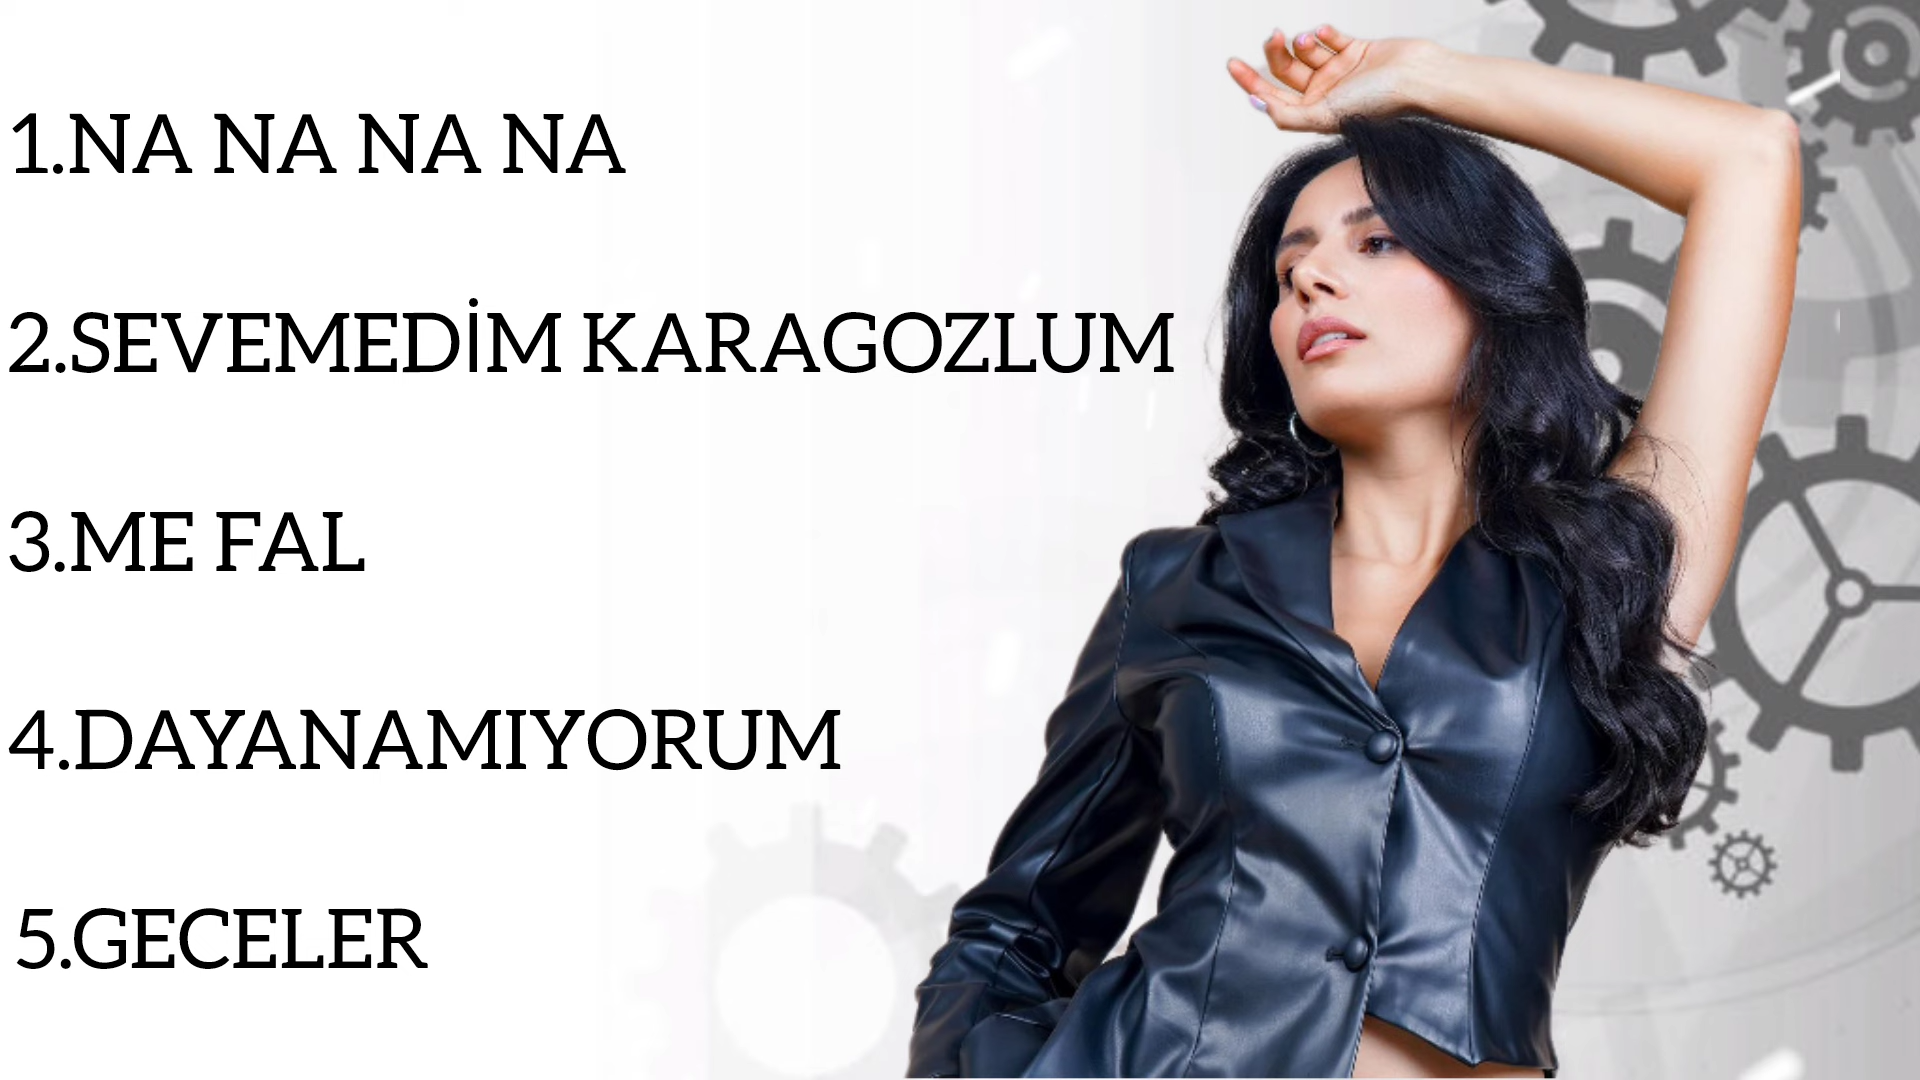 1.NA NA NA NA
2.SEVEMEDİM KARAGOZLUM
3.ME FAL
4.DAYANAMIYORUM
5.GECELER